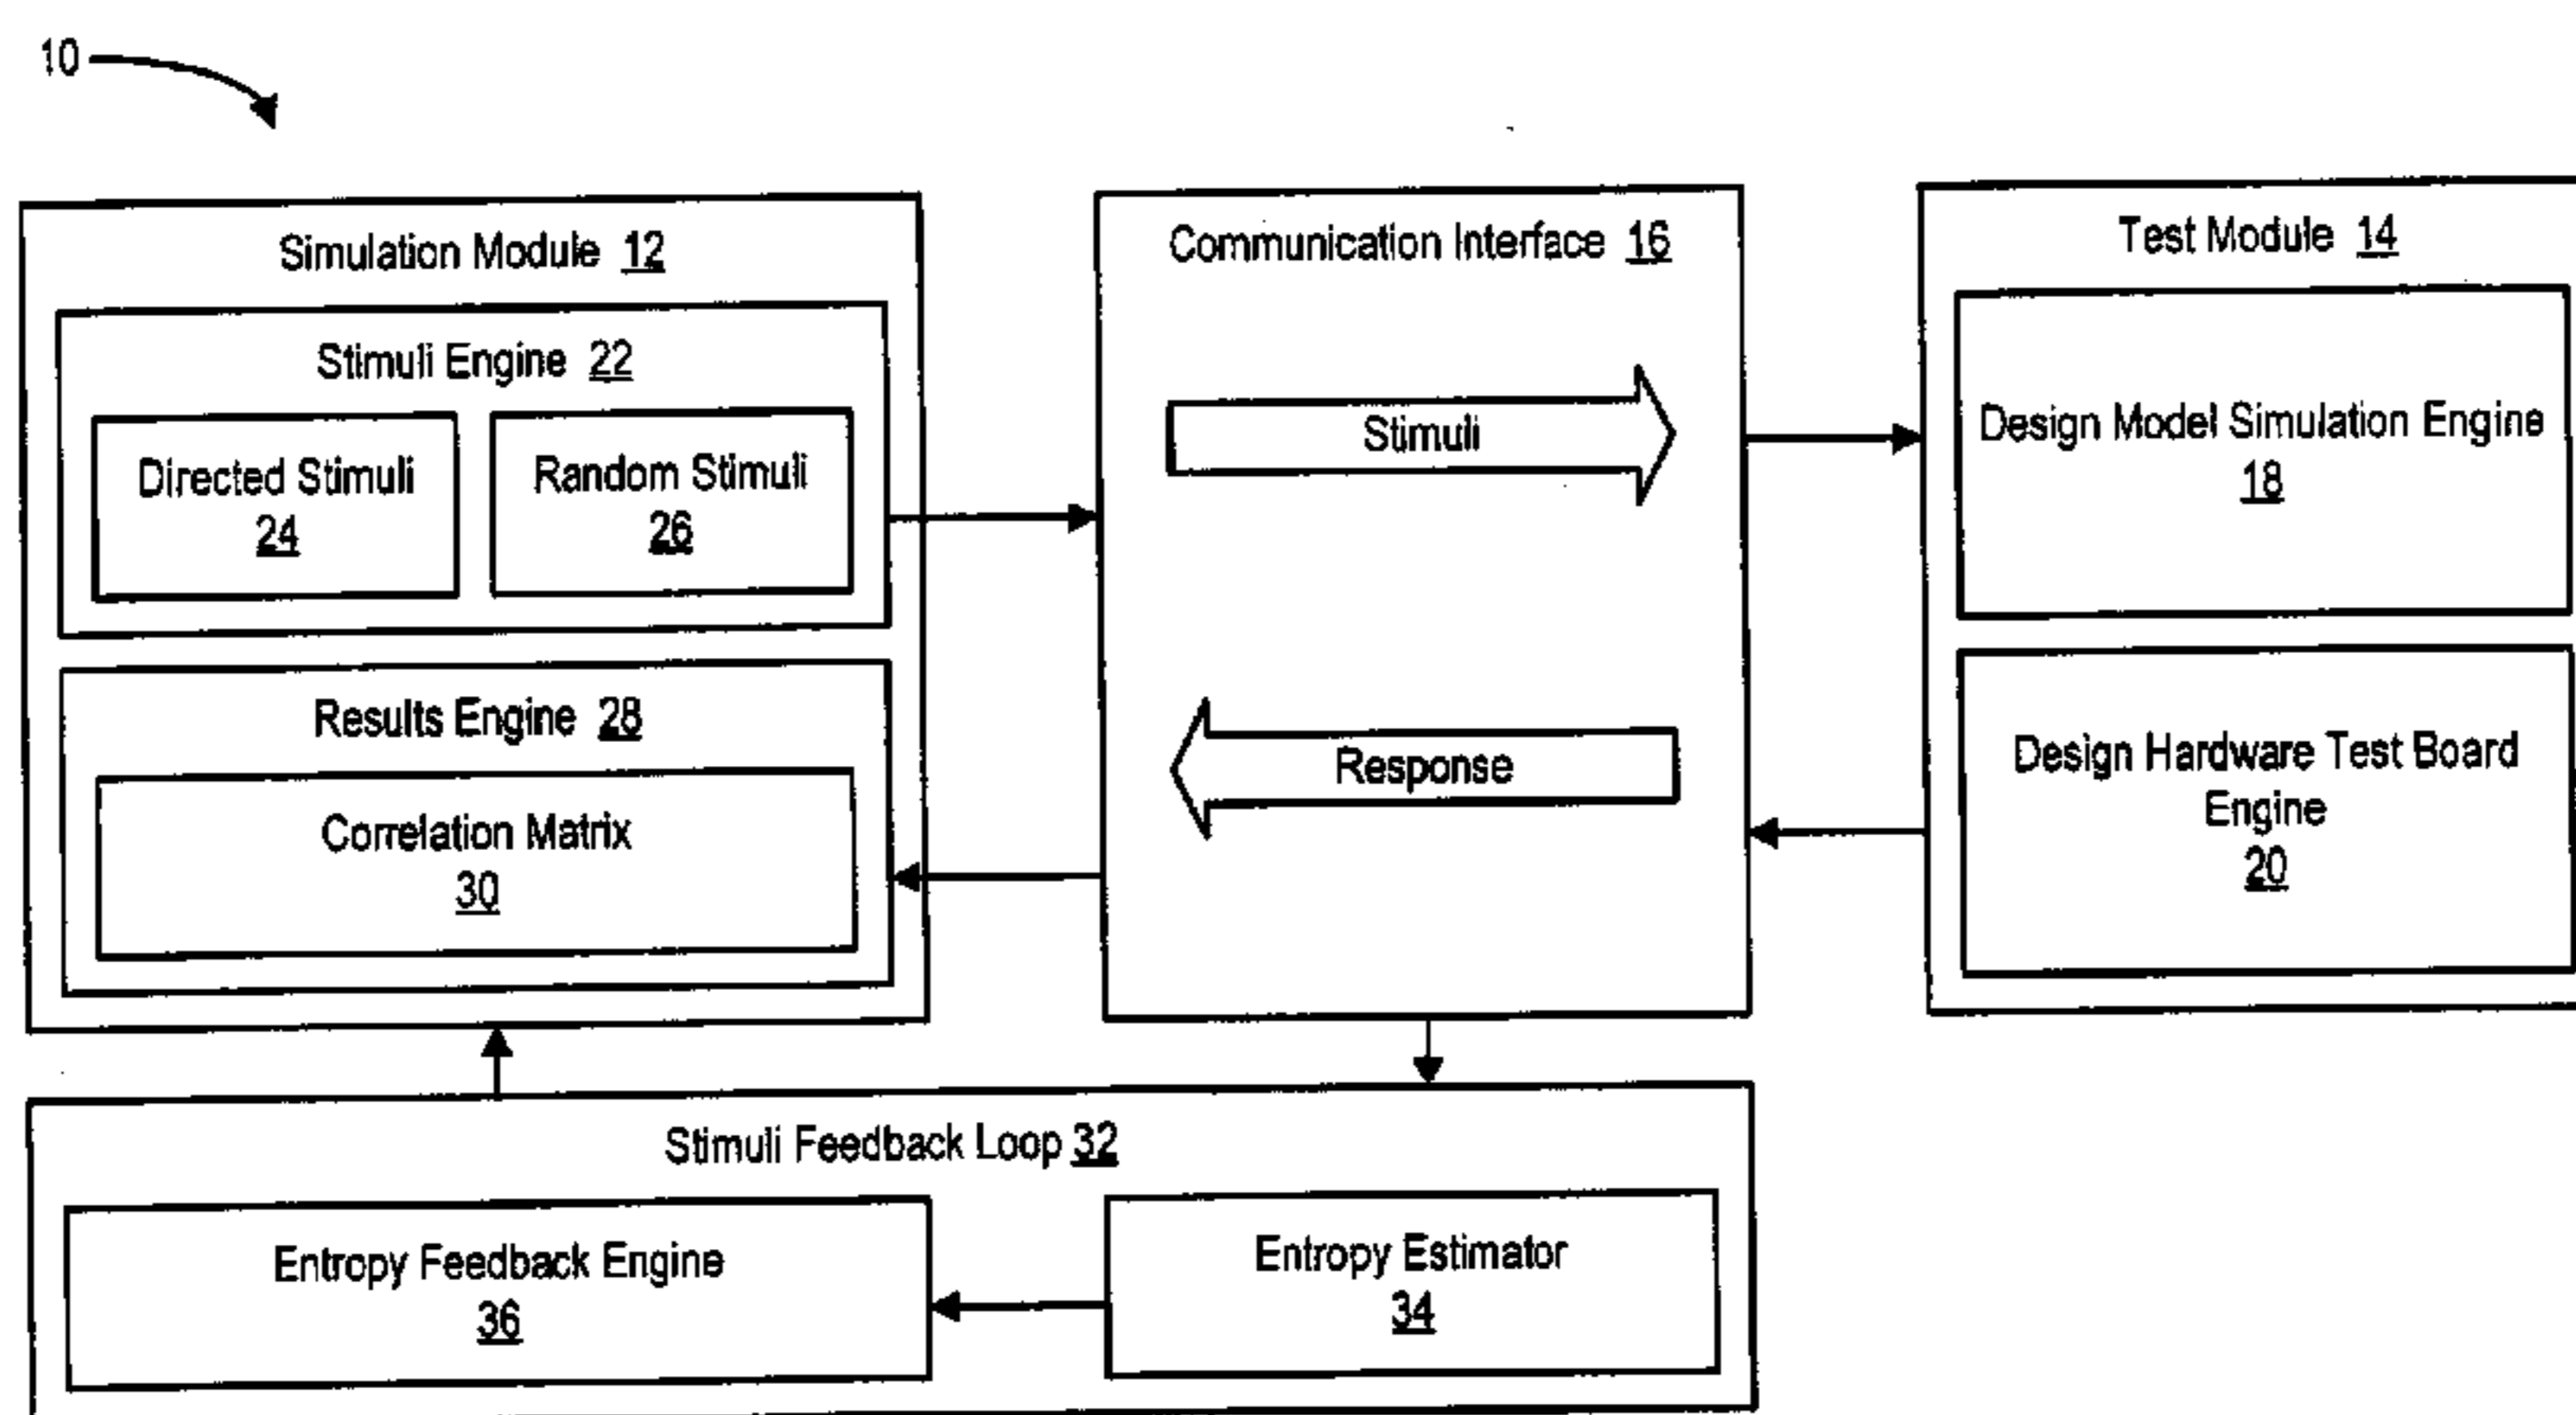 10
Simulation Module 12
Stimuli Engine 22
Directed Stimuli
24
Random Stimuli
26
Results Engine 28
Correlation Matrix
30
Communication Interface 16
Stimuli
Response
Test Module 14
Design Model Simulation Engine
18
Design Hardware Test Board
Engine
20
Stimuli Feedback Loop 32
Entropy Feedback Engine
36
Entropy Estimator
34